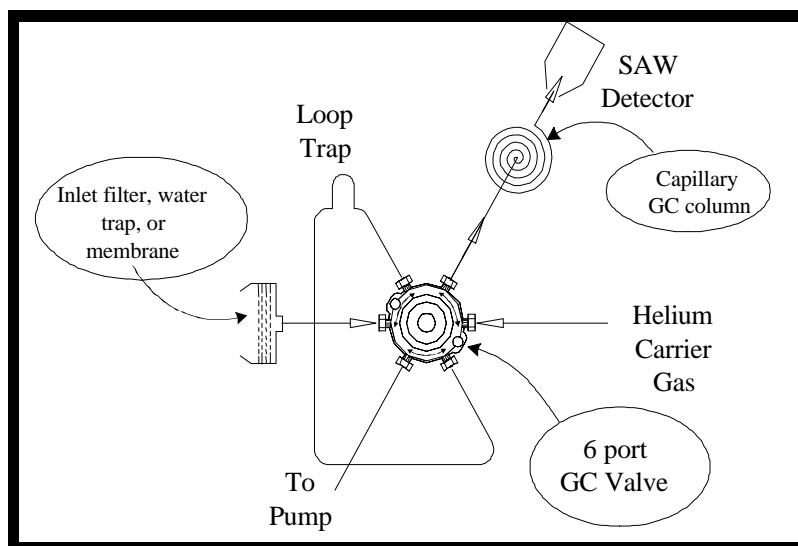 SAW
Detector
Loop
Trap
Inlet filter, water
trap, or
membrane
Capillary
GC column
Helium
Carrier
Gas
6 port
GC Valve
To
Pump